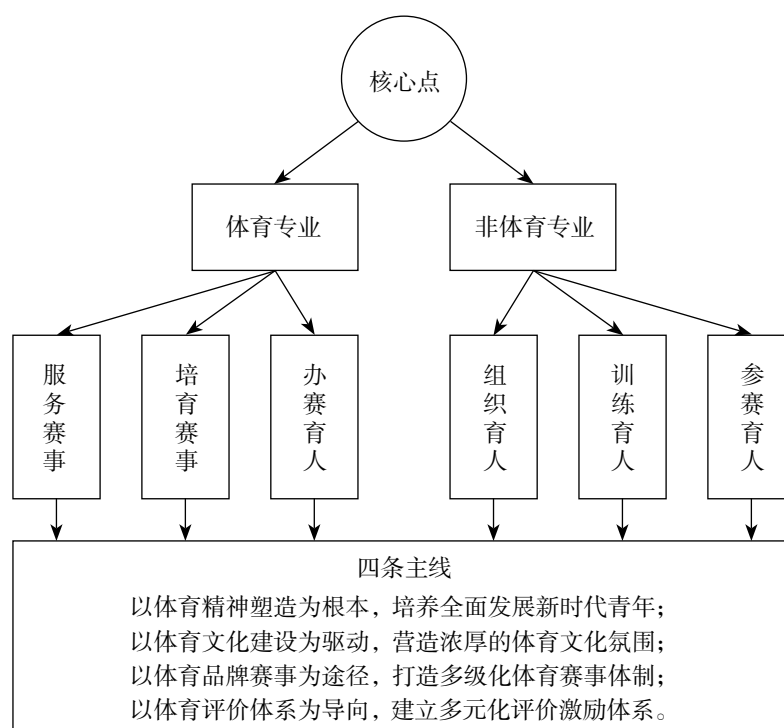 核心点
体育专业
非体育专业
服务赛事
培育赛事
办赛育人
组织育人
训练育人
参赛育人
四条主线
以体育精神塑造为根本，培养全面发展新时代青年；
以体育文化建设为驱动，营造浓厚的体育文化氛围；
以体育品牌赛事为途径，打造多级化体育赛事体制；
以体育评价体系为导向，建立多元化评价激励体系。